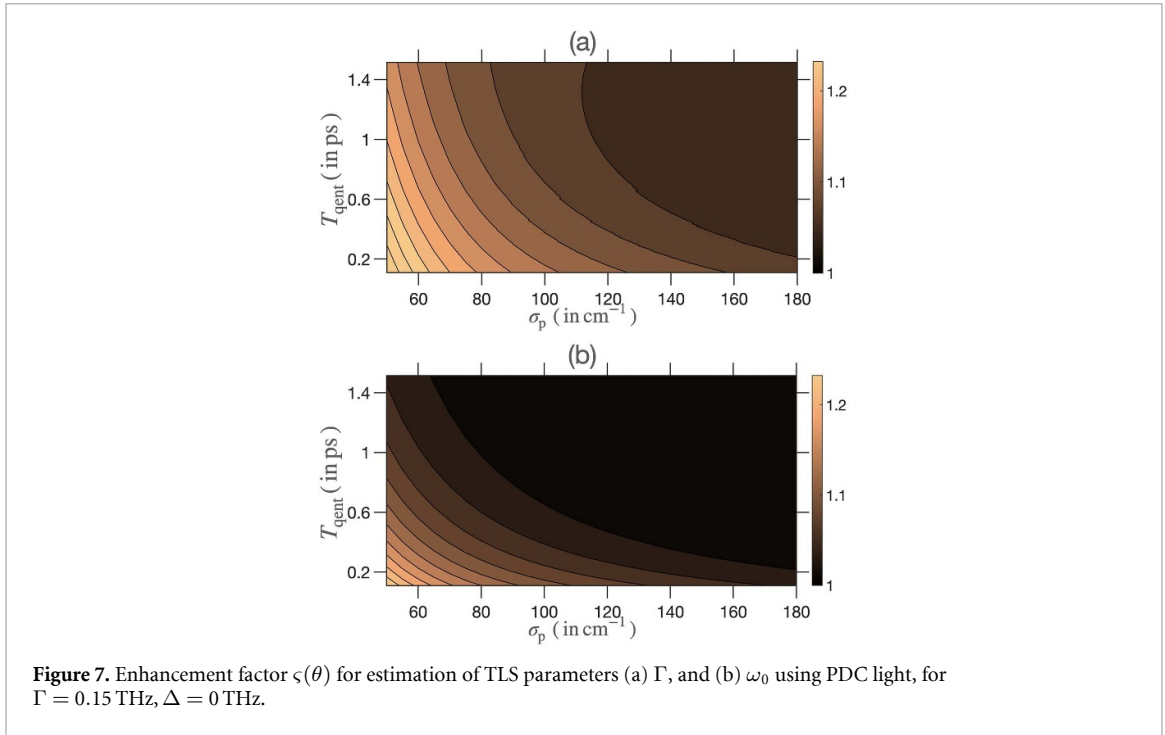 (a)
1.4
1
0.6
0.2
T_qent ( in ps )
60 80 100 120 140 160 180
σ_p ( in cm⁻¹ )
1.2
1.1
1
(b)
1.4
1
0.6
0.2
T_qent ( in ps )
60 80 100 120 140 160 180
σ_p ( in cm⁻¹ )
1.2
1.1
1
Figure 7. Enhancement factor ς(θ) for estimation of TLS parameters (a) Γ, and (b) ω₀ using PDC light, for
Γ = 0.15 THz, Δ = 0 THz.